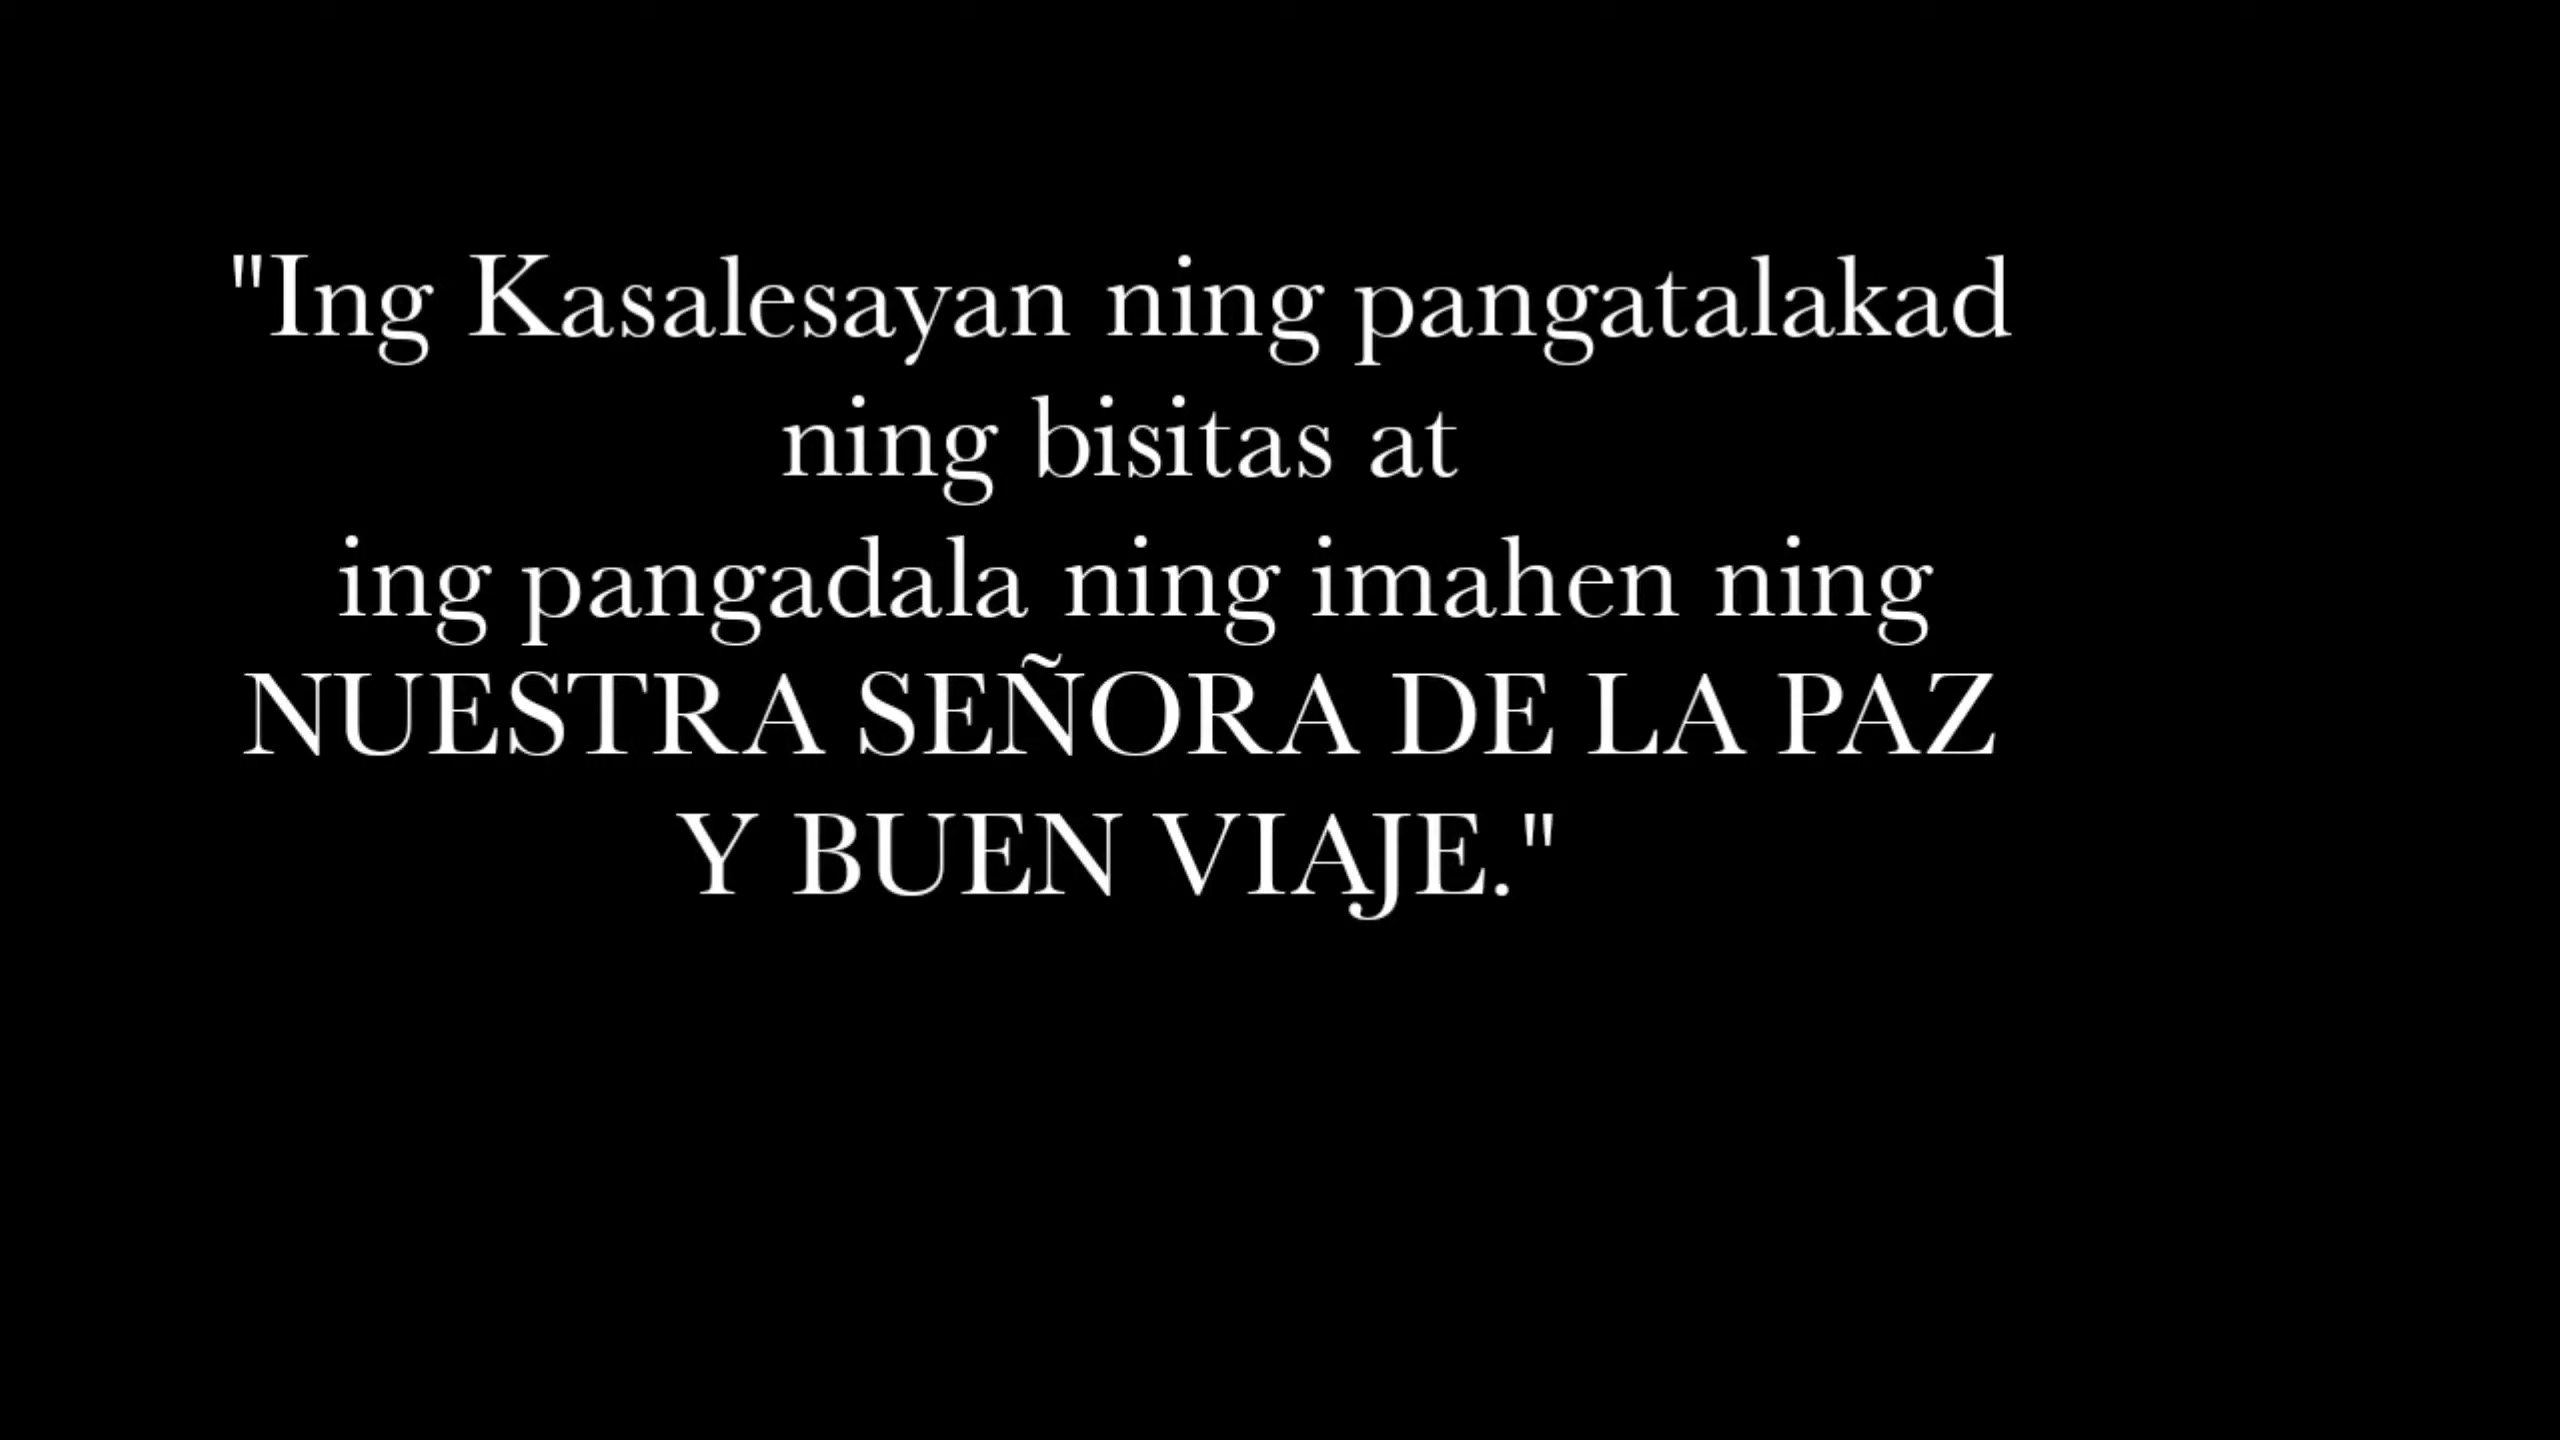 "Ing Kasalesayan ning pangatalakad
ning bisitas at
ing pangadala ning imahen ning
NUESTRA SEÑORA DE LA PAZ
Y BUEN VIAJE."